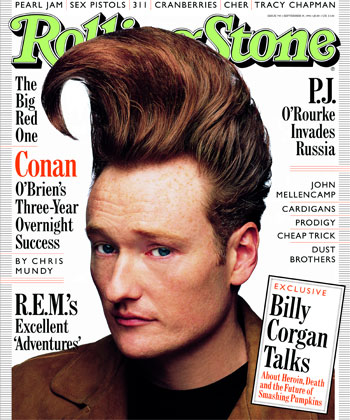 PEARL JAM | SEX PISTOLS | 311 | CRANBERRIES | CHER | TRACY CHAPMAN
Rolling Stone
The
Big
Red
One
Conan
O'Brien's
Three-Year
Overnight
Success
BY CHRIS
MUNDY
R.E.M.'s
Excellent
'Adventures'
P.J.
O'Rourke
Invades
Russia
JOHN
MELLENCAMP
CARDIGANS
PRODIGY
CHEAP TRICK
DUST
BROTHERS
EXCLUSIVE
Billy
Corgan
Talks
About Heroin, Death
and the Future of
Smashing Pumpkins